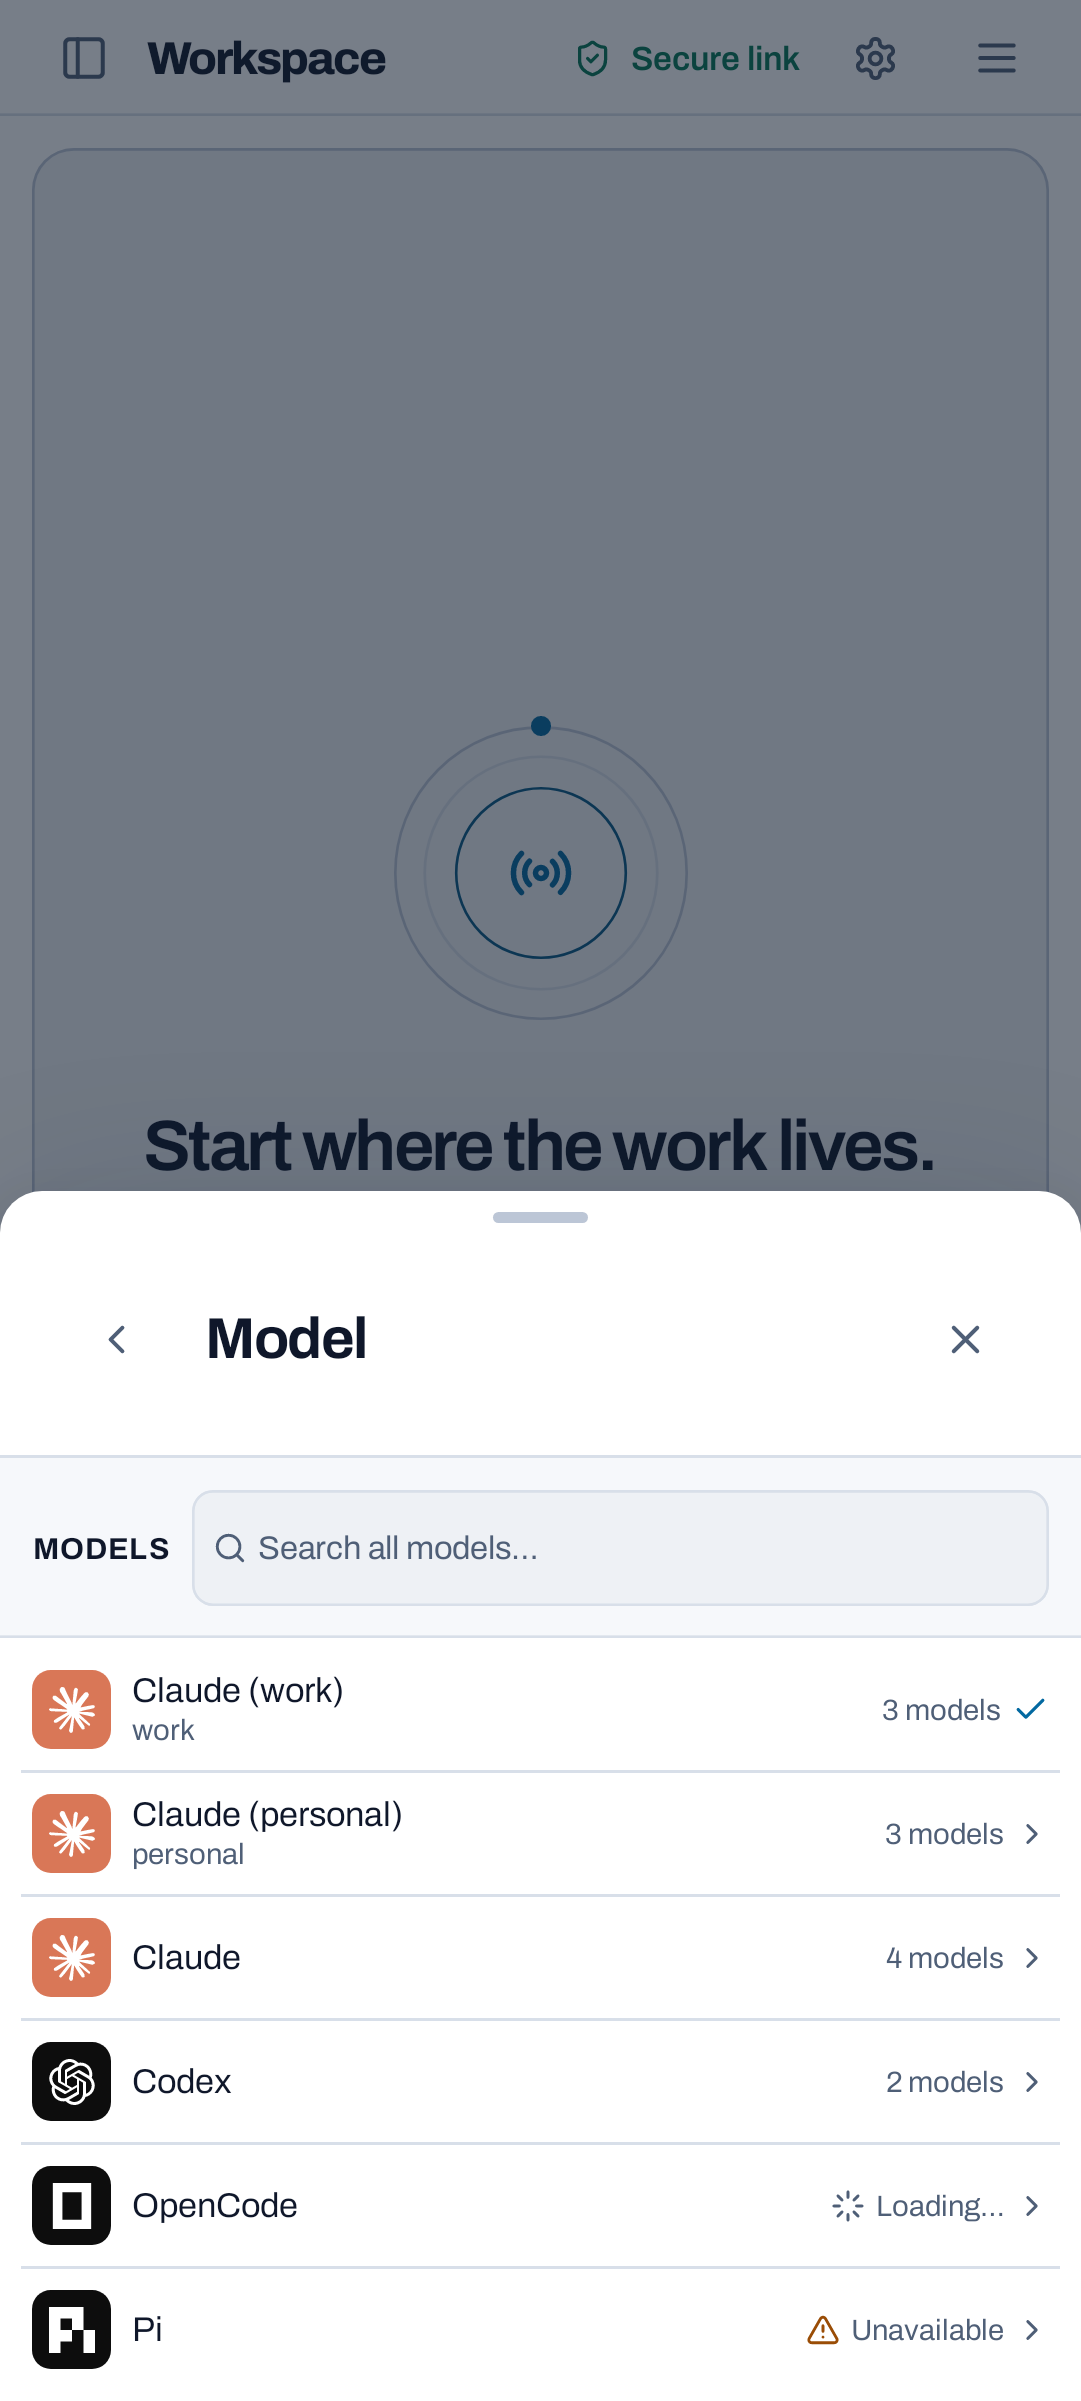 Workspace
Secure link
Start where the work lives.
Model
MODELS
Search all models...
Claude (work)
work
3 models
Claude (personal)
personal
3 models
Claude
4 models
Codex
2 models
OpenCode
Loading...
Pi
Unavailable